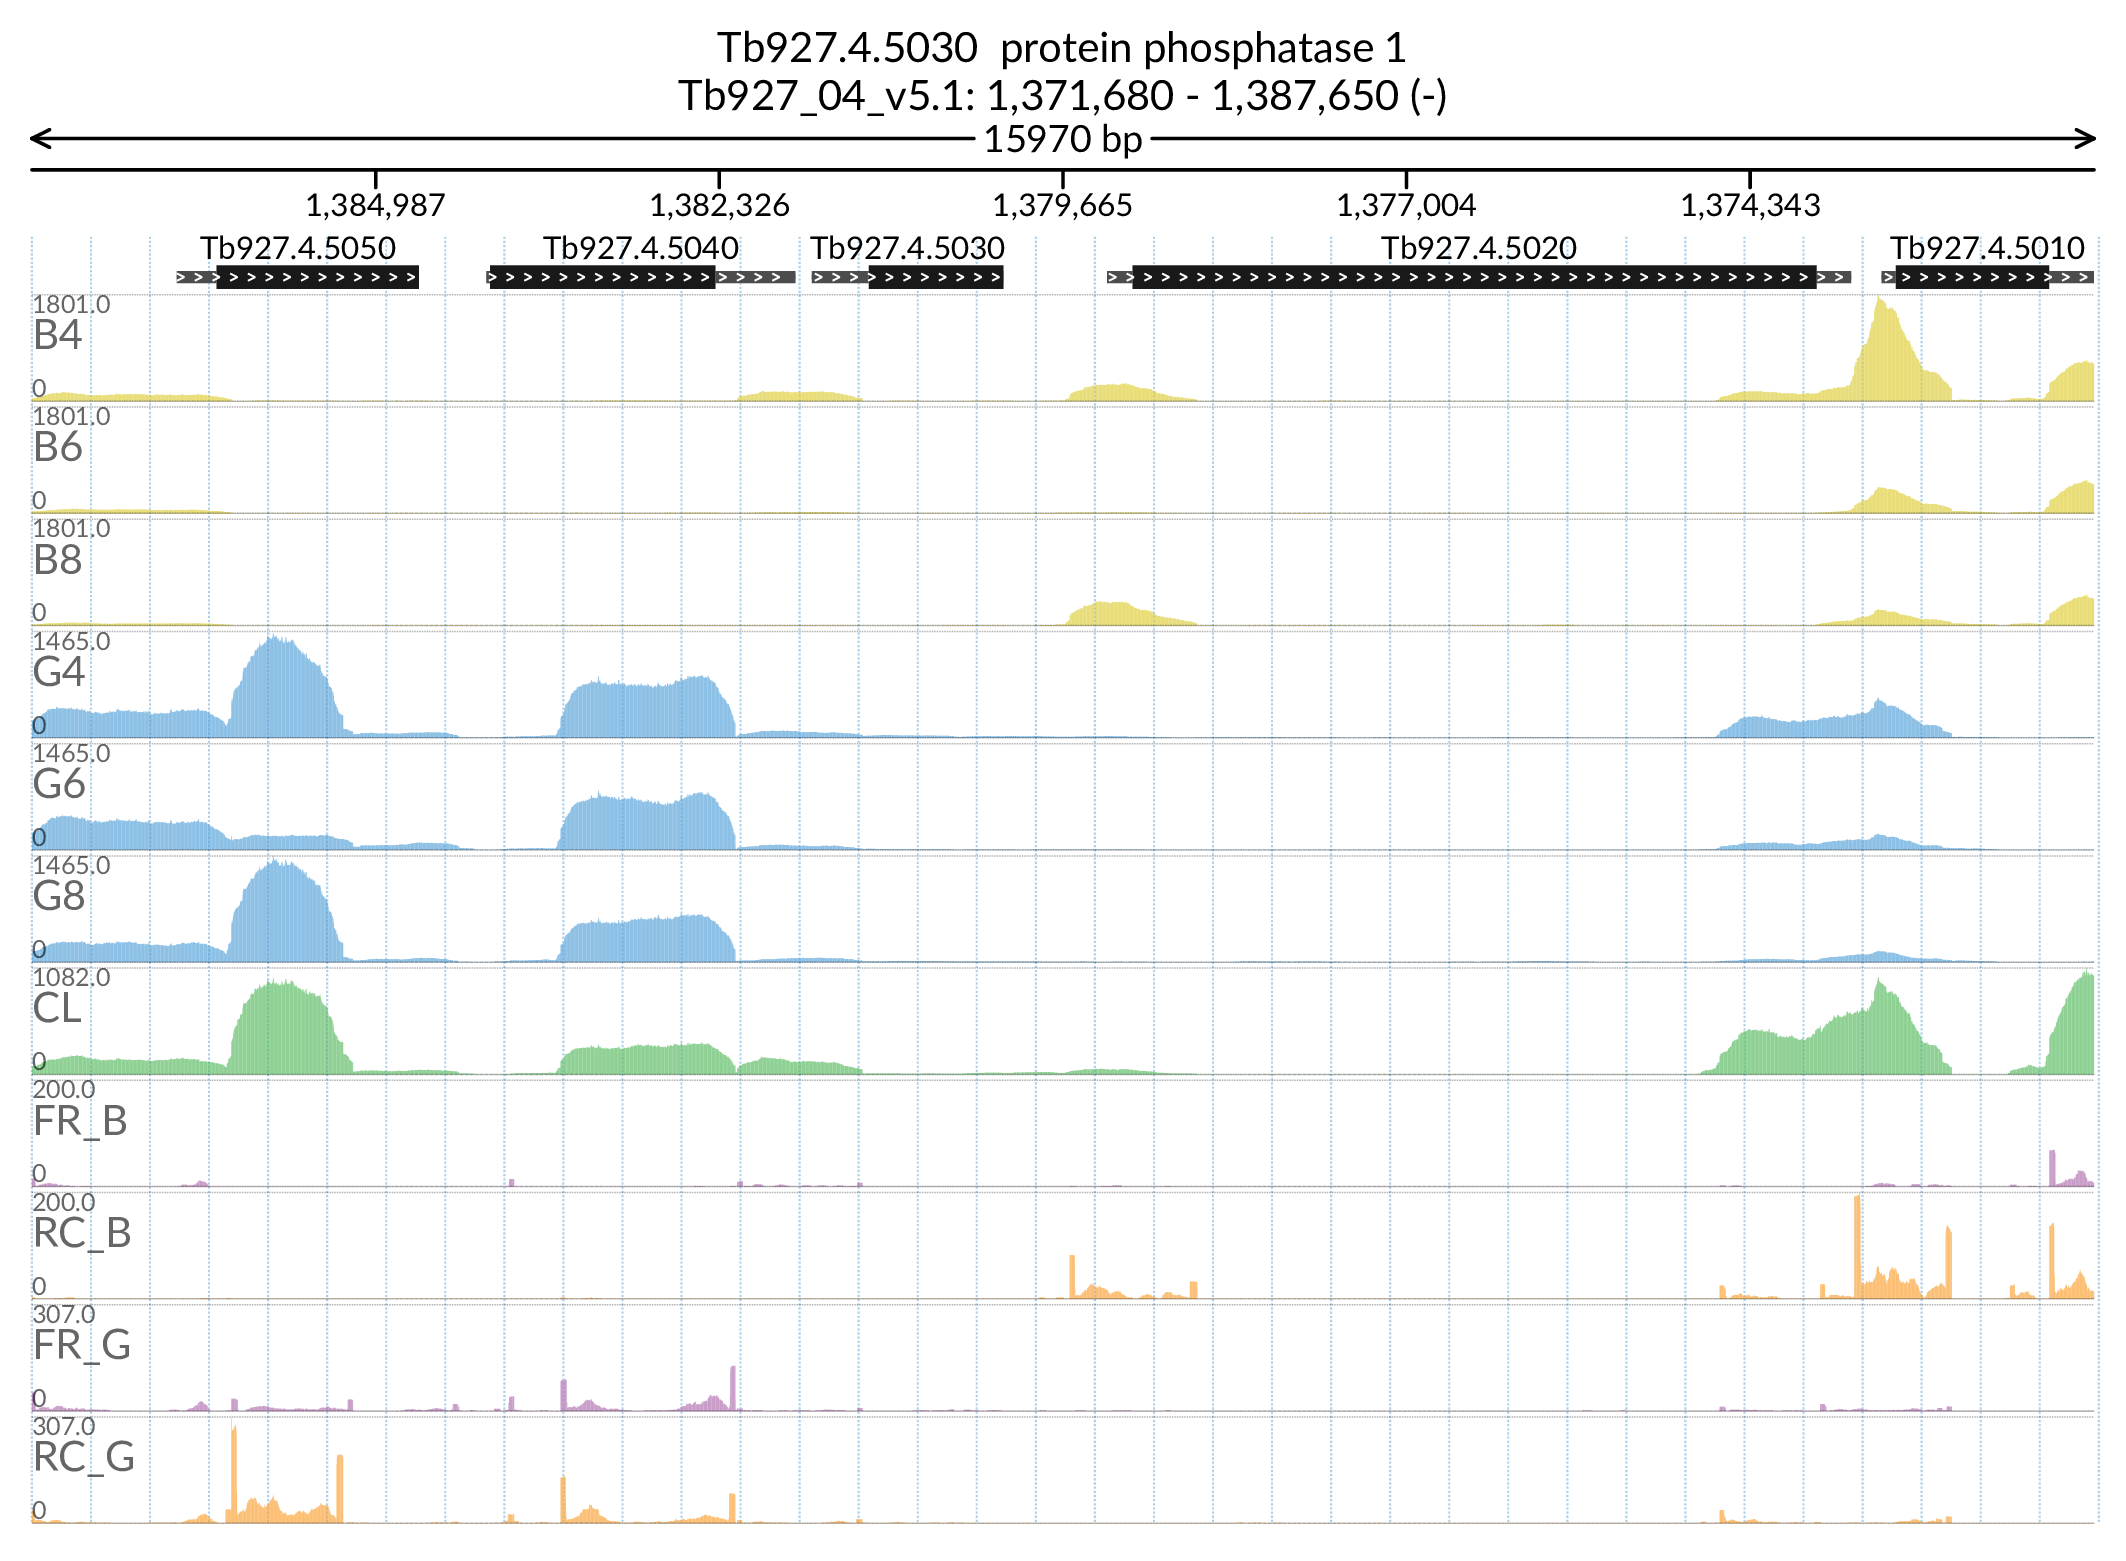 Tb927.4.5030  protein phosphatase 1
Tb927_04_v5.1: 1,371,680 - 1,387,650 (-)
15970 bp
1,384,987 1,382,326 1,379,665 1,377,004 1,374,343
Tb927.4.5050 Tb927.4.5040 Tb927.4.5030 Tb927.4.5020 Tb927.4.5010
1801.0
B4
0
1801.0
B6
0
1801.0
B8
0
1465.0
G4
0
1465.0
G6
0
1465.0
G8
0
1082.0
CL
0
200.0
FR_B
0
200.0
RC_B
0
307.0
FR_G
0
307.0
RC_G
0